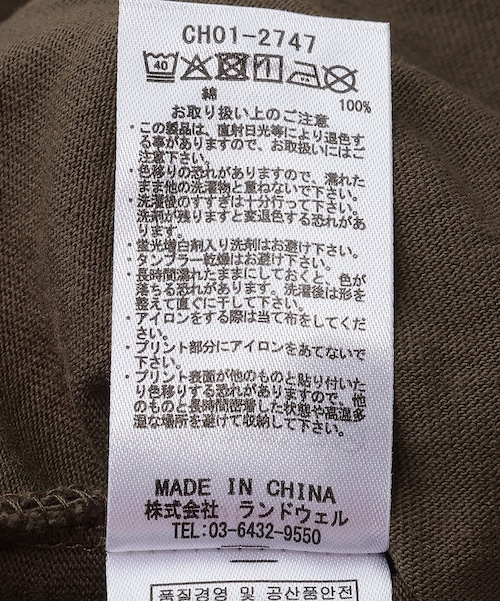 CH01-2747
40
綿 100%
お取り扱い上のご注意
・この製品は、直射日光等により退色す
る事がありますので、お取扱いにはご
注意下さい。
・色移りの恐れがありますので、濡れた
まま他の洗濯物と重ねないで下さい。
・洗濯後のすすぎは十分行って下さい。
洗剤が残りますと変退色する恐れがあ
ります。
・蛍光増白剤入り洗剤はお避け下さい。
・タンブラー乾燥はお避け下さい。
・長時間濡れたままにしておくと、色が
落ちる恐れがあります。洗濯後は形を
整えて直ぐに干して下さい。
・アイロンをする際は当て布をしてくだ
さい。
・プリント部分にアイロンをあてないで
下さい。
・プリント表面が他のものと貼り付いた
り色移りする恐れがありますので、他
のものと長時間密着した状態や高温多
湿な場所を避けて収納して下さい。
MADE IN CHINA
株式会社 ランドウェル
TEL:03-6432-9550
품질경영 및 공산품안전